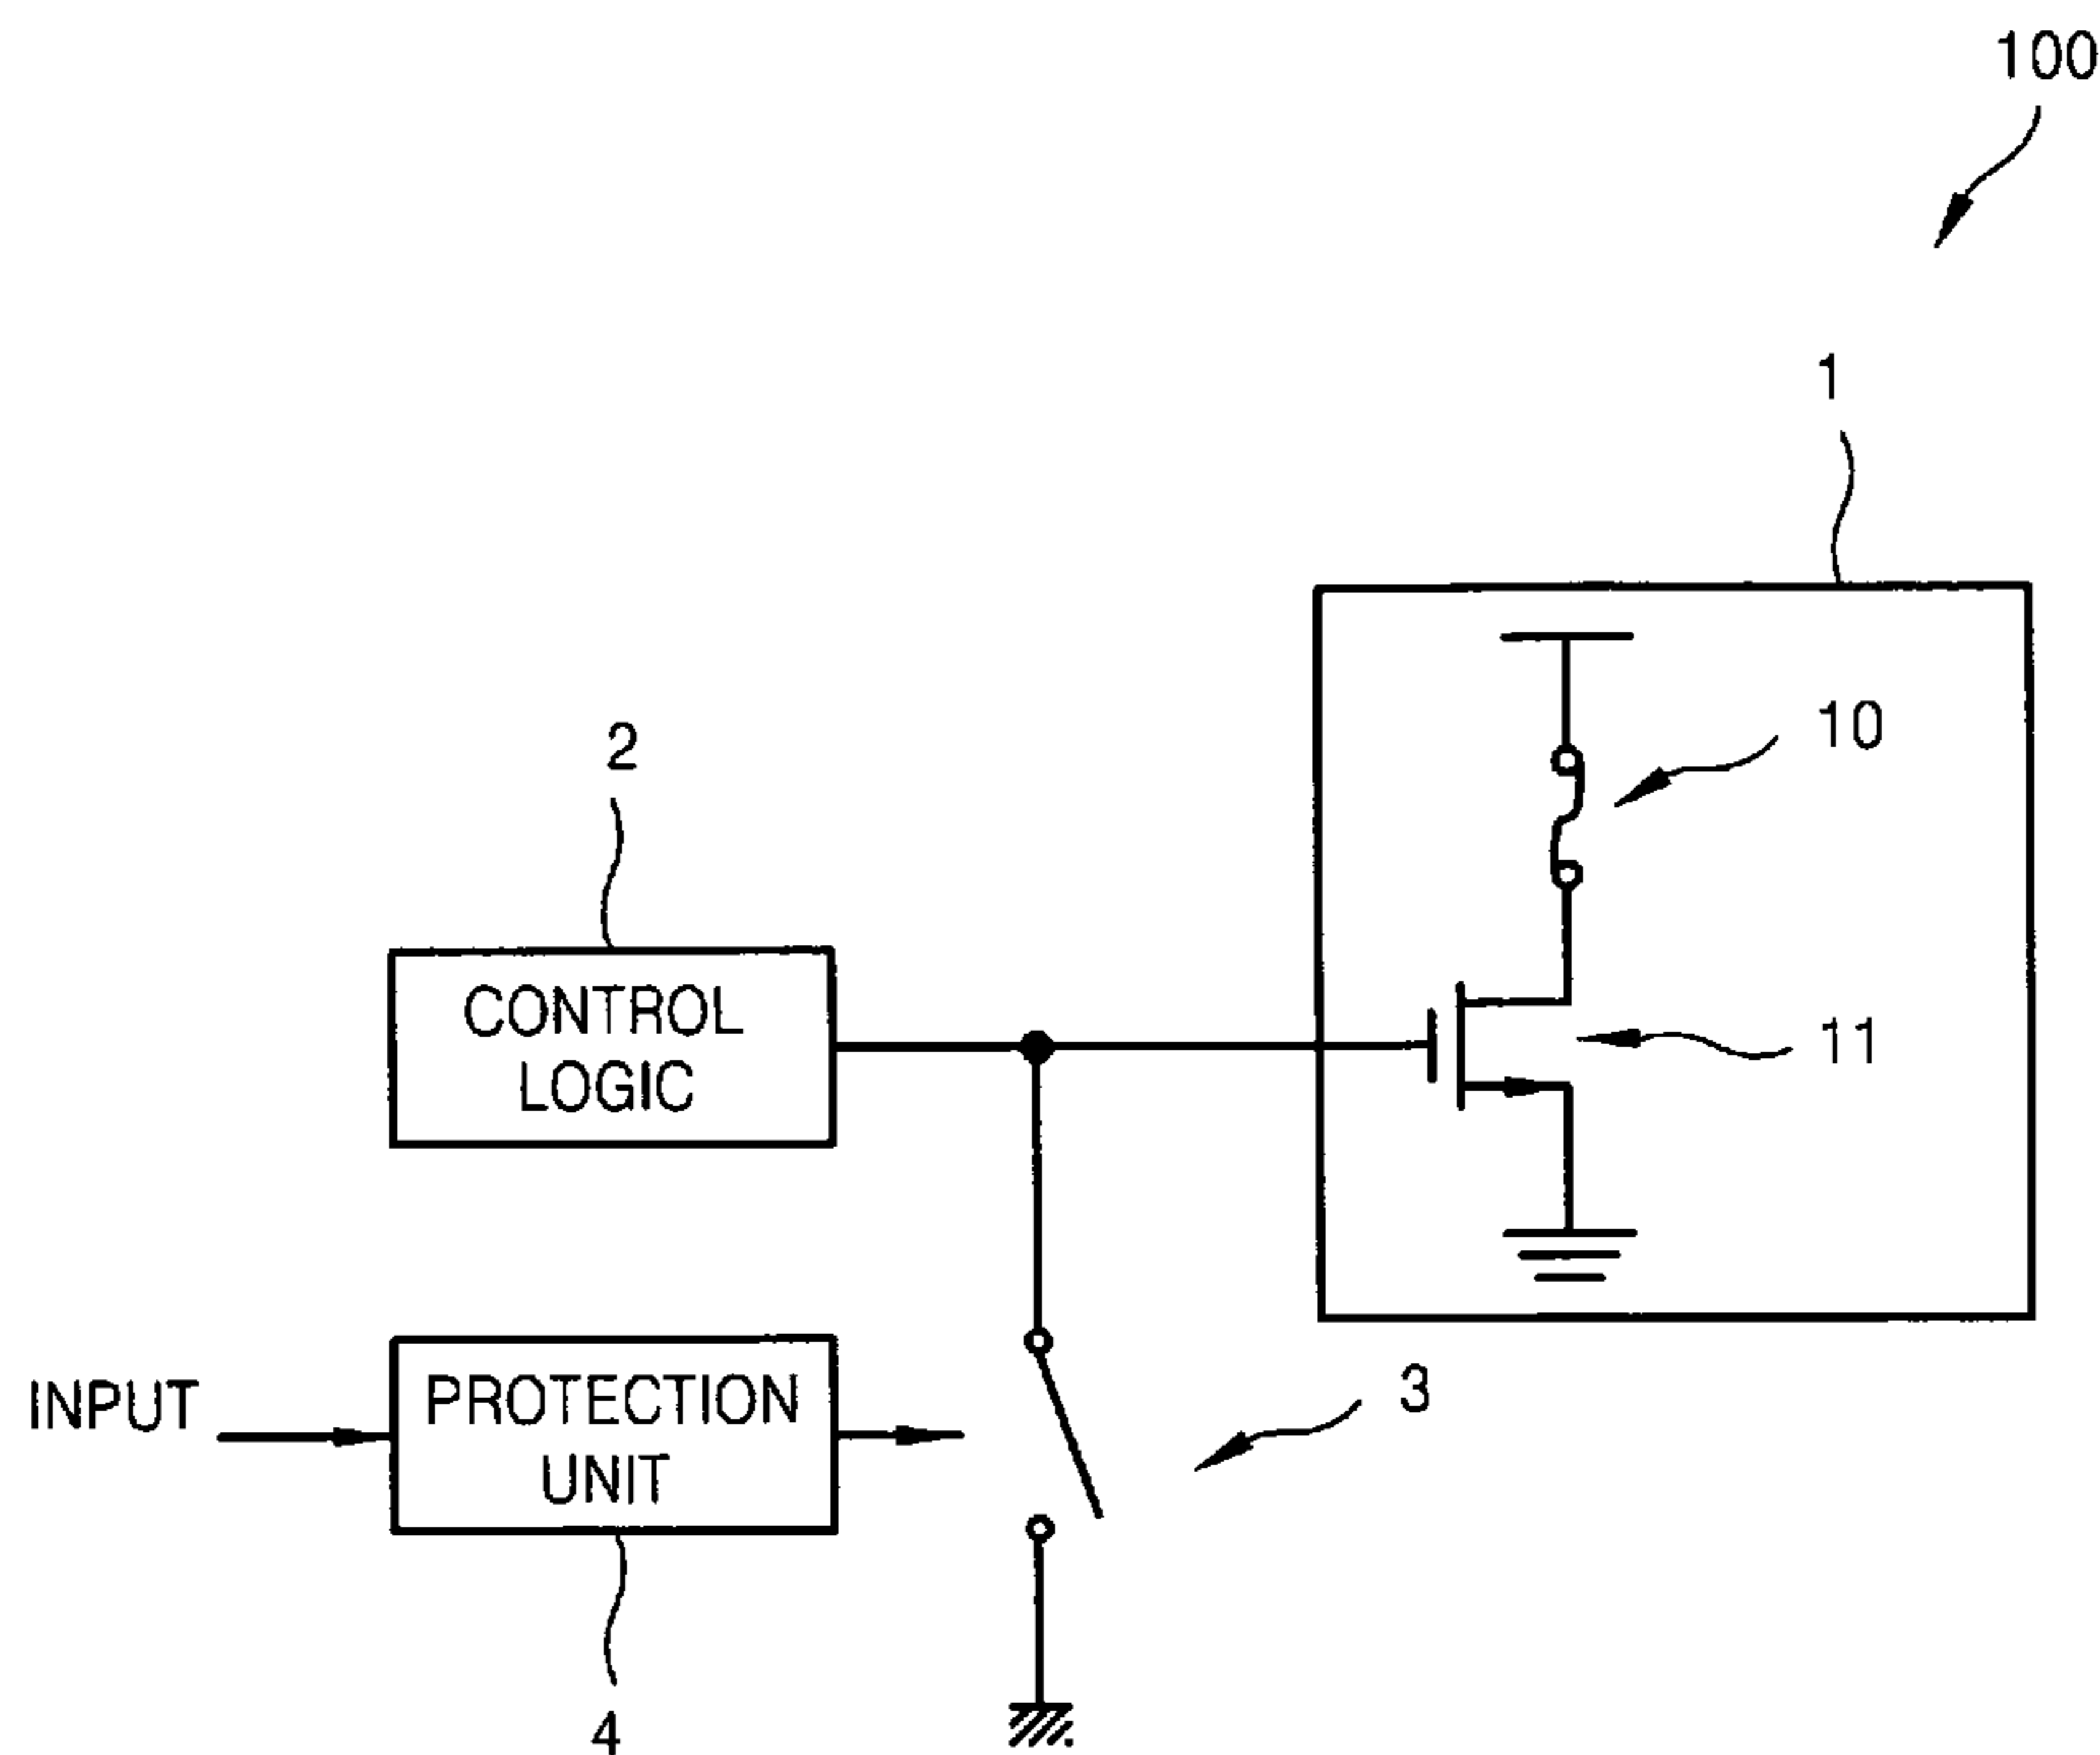 100
1
10
2
11
CONTROL
LOGIC
3
INPUT
PROTECTION
UNIT
4